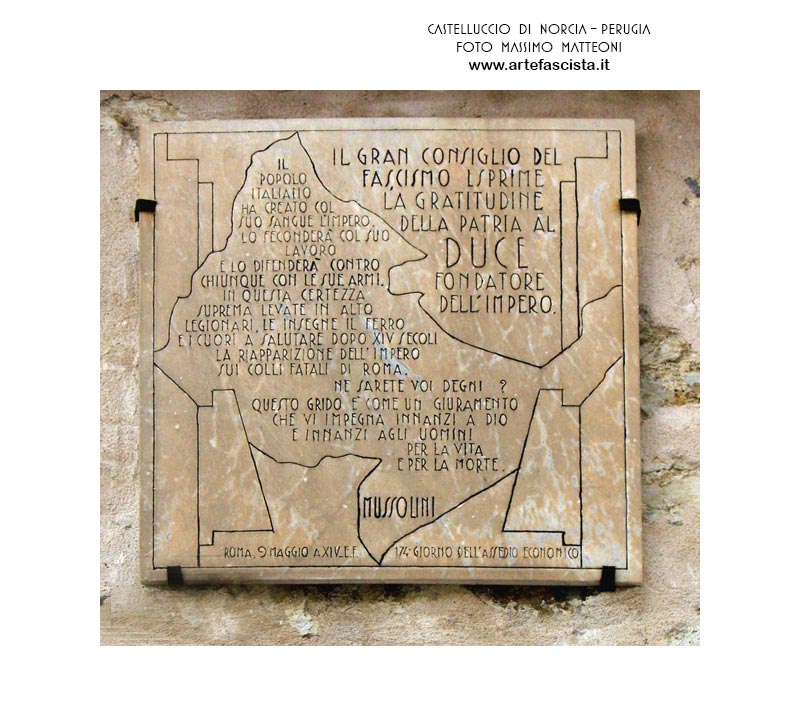 CASTELLUCCIO DI NORCIA - PERUGIA
FOTO MASSIMO MATTEONI
www.artefascista.it
IL GRAN CONSIGLIO DEL
FASCISMO ESPRIME
LA GRATITUDINE
DELLA PATRIA AL
DUCE
FONDATORE
DELL'IMPERO.
IL
POPOLO
ITALIANO
HA CREATO COL
SUO SANGUE L'IMPERO.
LO FECONDERÀ COL SUO
LAVORO
E LO DIFENDERÀ CONTRO
CHIUNQUE CON LE SUE ARMI.
IN QUESTA CERTEZZA
SUPREMA LEVATE IN ALTO
LEGIONARI, LE INSEGNE IL FERRO
E I CUORI A SALUTARE DOPO XIV SECOLI
LA RIAPPARIZIONE DELL'IMPERO
SUI COLLI FATALI DI ROMA.
NE SARETE VOI DEGNI ?
QUESTO GRIDO È COME UN GIURAMENTO
CHE VI IMPEGNA INNANZI A DIO
E INNANZI AGLI UOMINI
PER LA VITA
E PER LA MORTE.
MUSSOLINI
ROMA, 9 MAGGIO A XIV E.F.
174° GIORNO DELL'ASSEDIO ECONOMICO